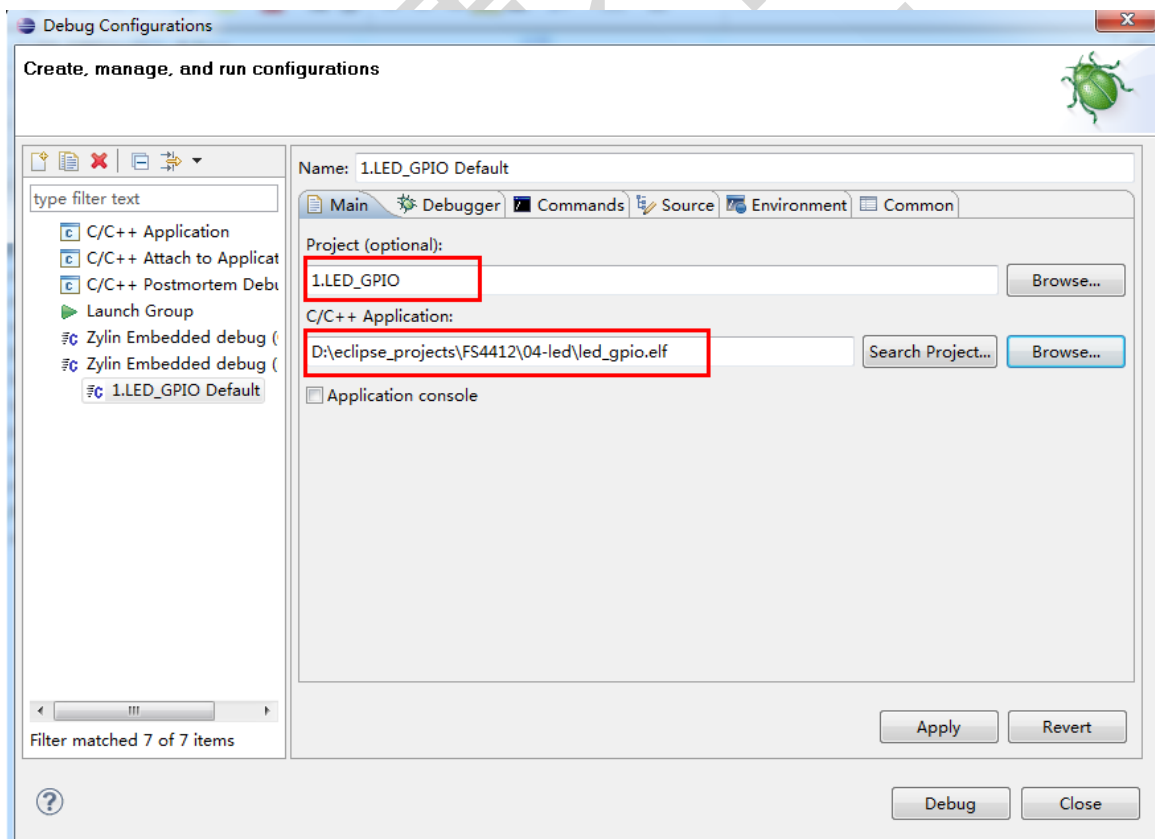 Debug Configurations
Create, manage, and run configurations
type filter text
C/C++ Application
C/C++ Attach to Applicat
C/C++ Postmortem Debu
Launch Group
Zylin Embedded debug (
Zylin Embedded debug (
1.LED_GPIO Default
Filter matched 7 of 7 items
Name: 1.LED_GPIO Default
Main Debugger Commands Source Environment Common
Project (optional):
1.LED_GPIO Browse...
C/C++ Application:
D:\eclipse_projects\FS4412\04-led\led_gpio.elf Search Project... Browse...
Application console
Apply Revert
Debug Close